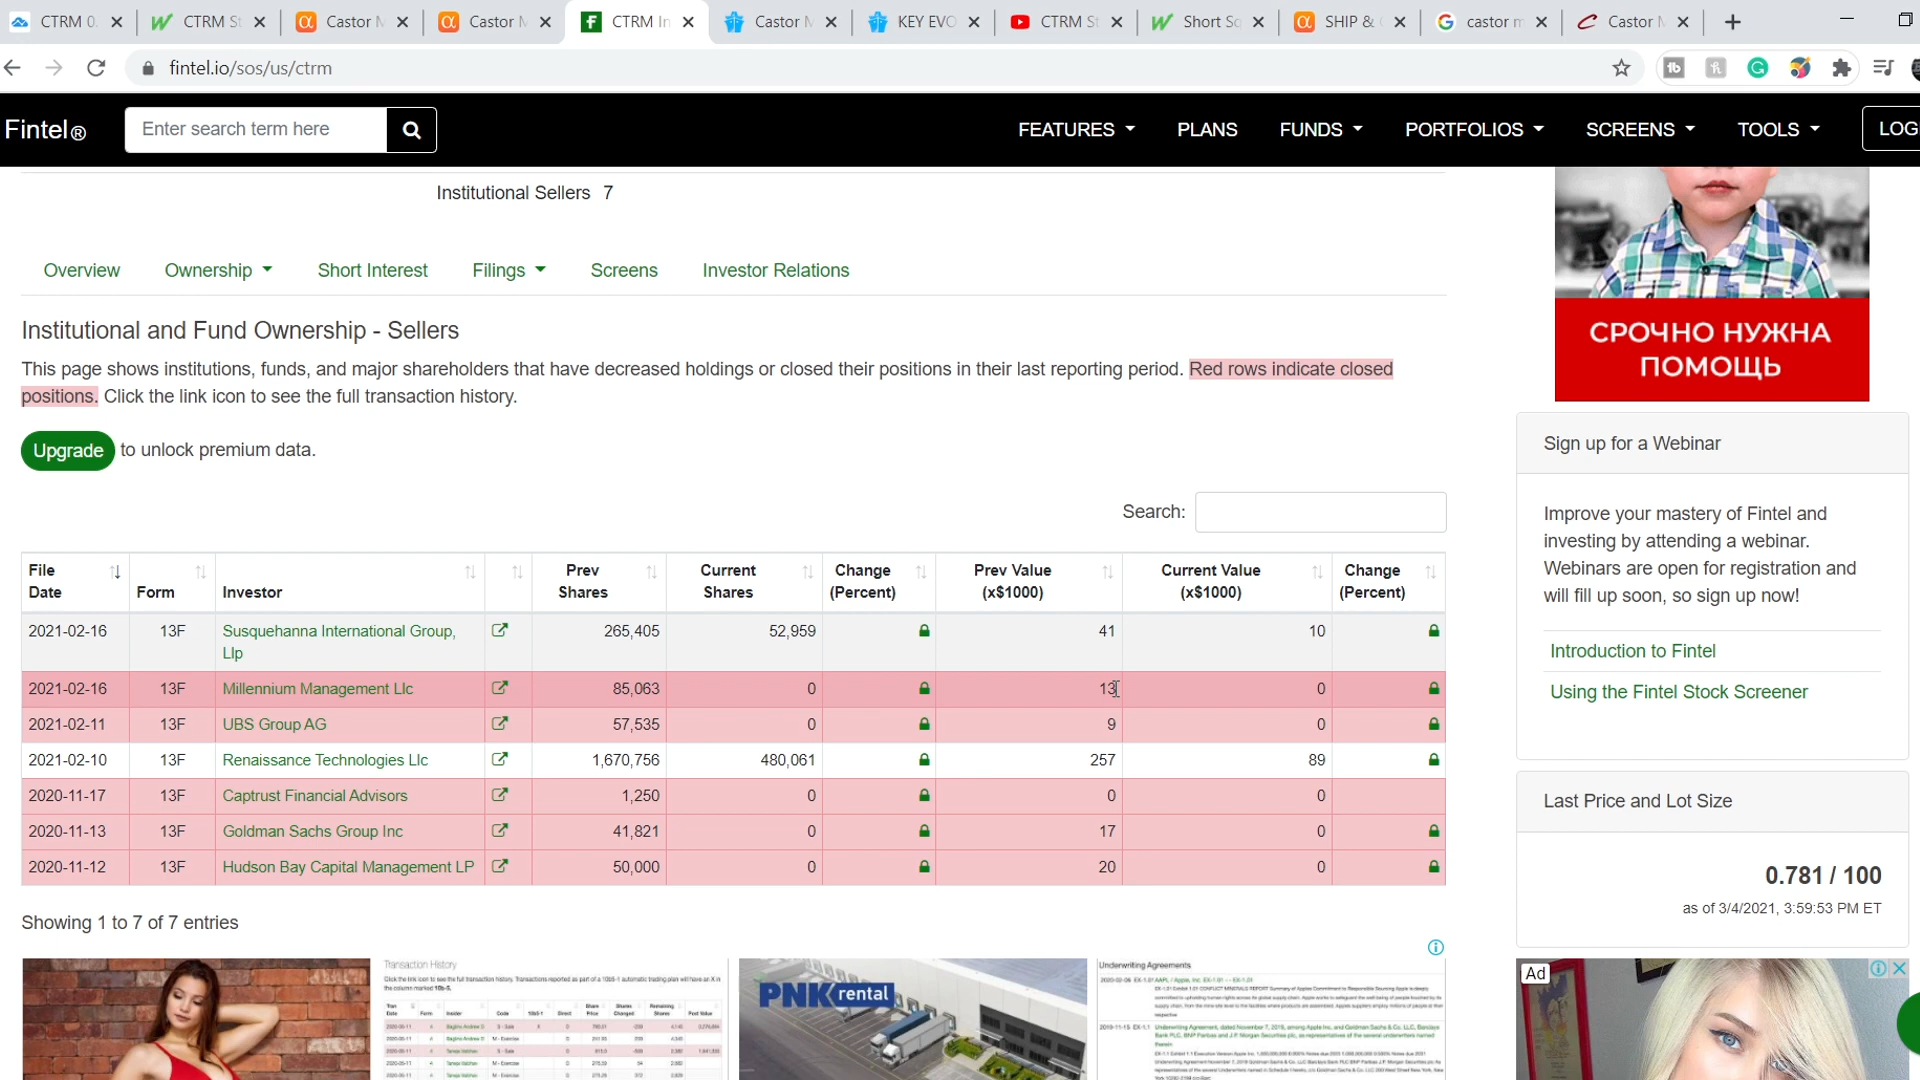 CTRM 0.
CTRM St
Castor M
Castor M
CTRM In
Castor M
KEY EVO
CTRM St
Short Sq
SHIP &
castor m
Castor M
fintel.io/sos/us/ctrm
Fintel®
Enter search term here
FEATURES
PLANS
FUNDS
PORTFOLIOS
SCREENS
TOOLS
LOG
Institutional Sellers 7
Overview
Ownership
Short Interest
Filings
Screens
Investor Relations
Institutional and Fund Ownership - Sellers
This page shows institutions, funds, and major shareholders that have decreased holdings or closed their positions in their last reporting period. Red rows indicate closed
positions. Click the link icon to see the full transaction history.
Upgrade to unlock premium data.
Search:
File Date Form Investor Prev Shares Current Shares Change (Percent) Prev Value (x$1000) Current Value (x$1000) Change (Percent)
2021-02-16 13F Susquehanna International Group, Llp 265,405 52,959 41 10
2021-02-16 13F Millennium Management Llc 85,063 0 13 0
2021-02-11 13F UBS Group AG 57,535 0 9 0
2021-02-10 13F Renaissance Technologies Llc 1,670,756 480,061 257 89
2020-11-17 13F Captrust Financial Advisors 1,250 0 0 0
2020-11-13 13F Goldman Sachs Group Inc 41,821 0 17 0
2020-11-12 13F Hudson Bay Capital Management LP 50,000 0 20 0
Showing 1 to 7 of 7 entries
Transaction History
PNK rental
Underwriting Agreements
СРОЧНО НУЖНА
ПОМОЩЬ
Sign up for a Webinar
Improve your mastery of Fintel and
investing by attending a webinar.
Webinars are open for registration and
will fill up soon, so sign up now!
Introduction to Fintel
Using the Fintel Stock Screener
Last Price and Lot Size
0.781 / 100
as of 3/4/2021, 3:59:53 PM ET
Ad